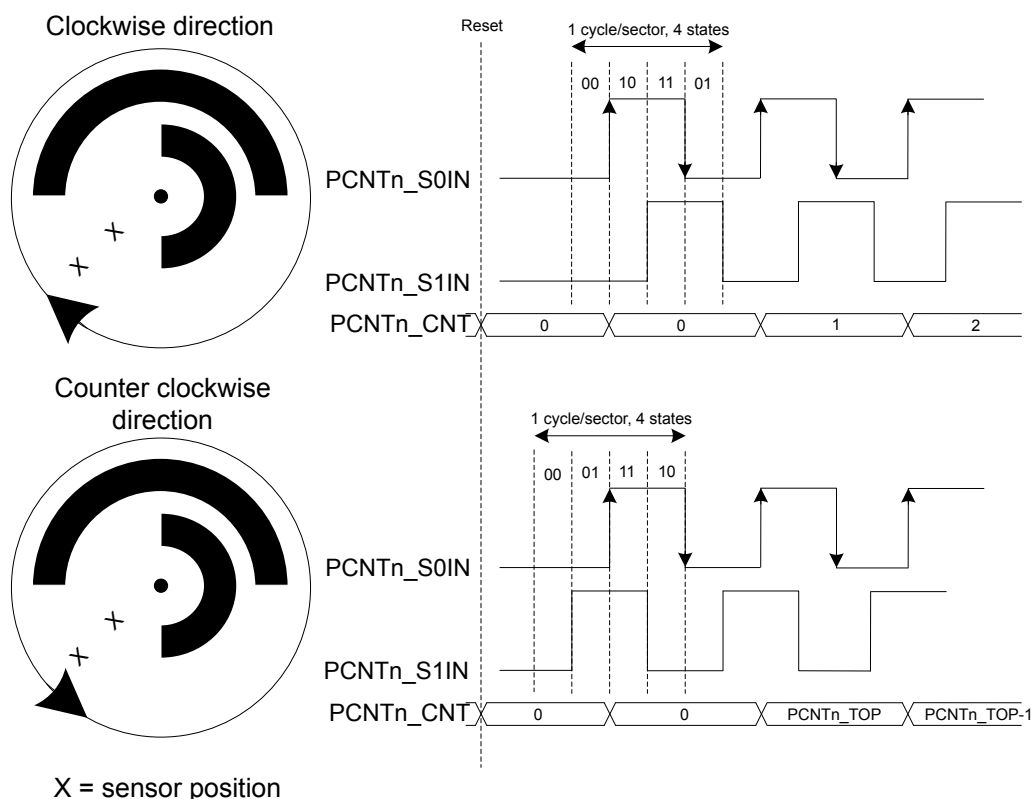 Clockwise direction
Reset
1 cycle/sector, 4 states
00 10 11 01
PCNTn_S0IN
PCNTn_S1IN
PCNTn_CNT 0 0 1 2
X X
Counter clockwise
direction
1 cycle/sector, 4 states
00 01 11 10
PCNTn_S0IN
X X
PCNTn_S1IN
PCNTn_CNT 0 0 PCNTn_TOP PCNTn_TOP-1
X = sensor position